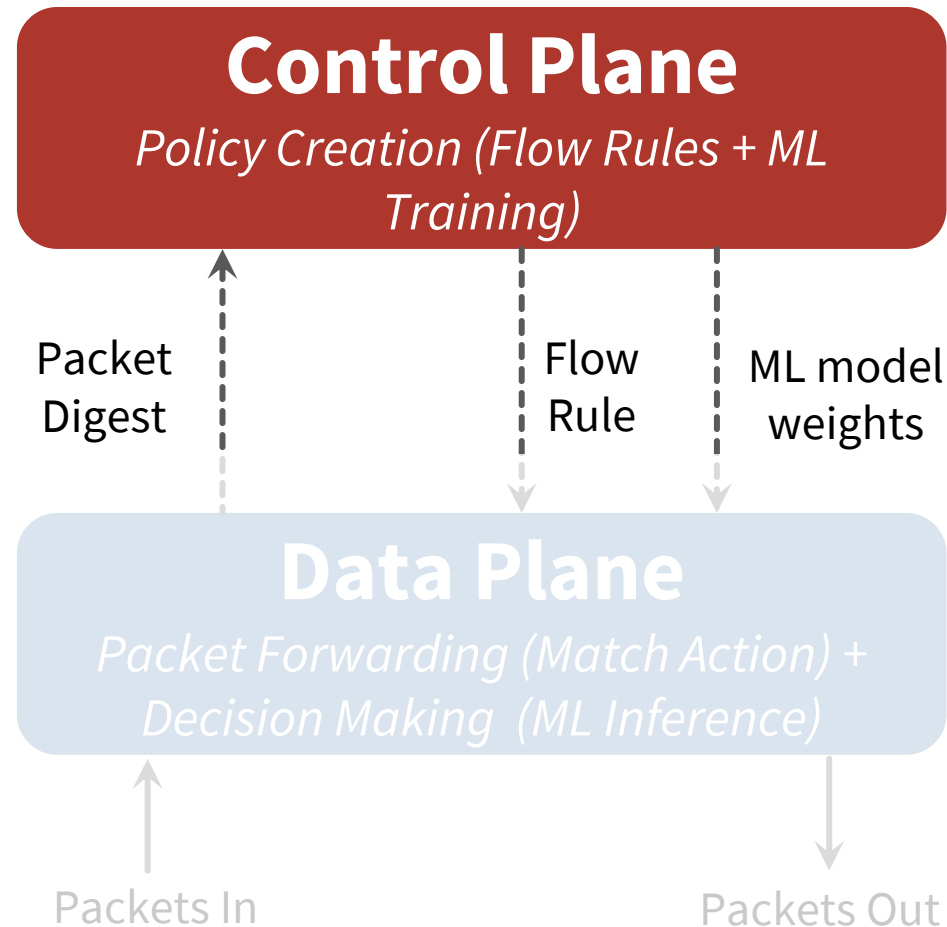 Control Plane
Policy Creation (Flow Rules + ML
Training)
Packet
Digest
Flow
Rule
ML model
weights
Data Plane
Packet Forwarding (Match Action) +
Decision Making (ML Inference)
Packets In
Packets Out